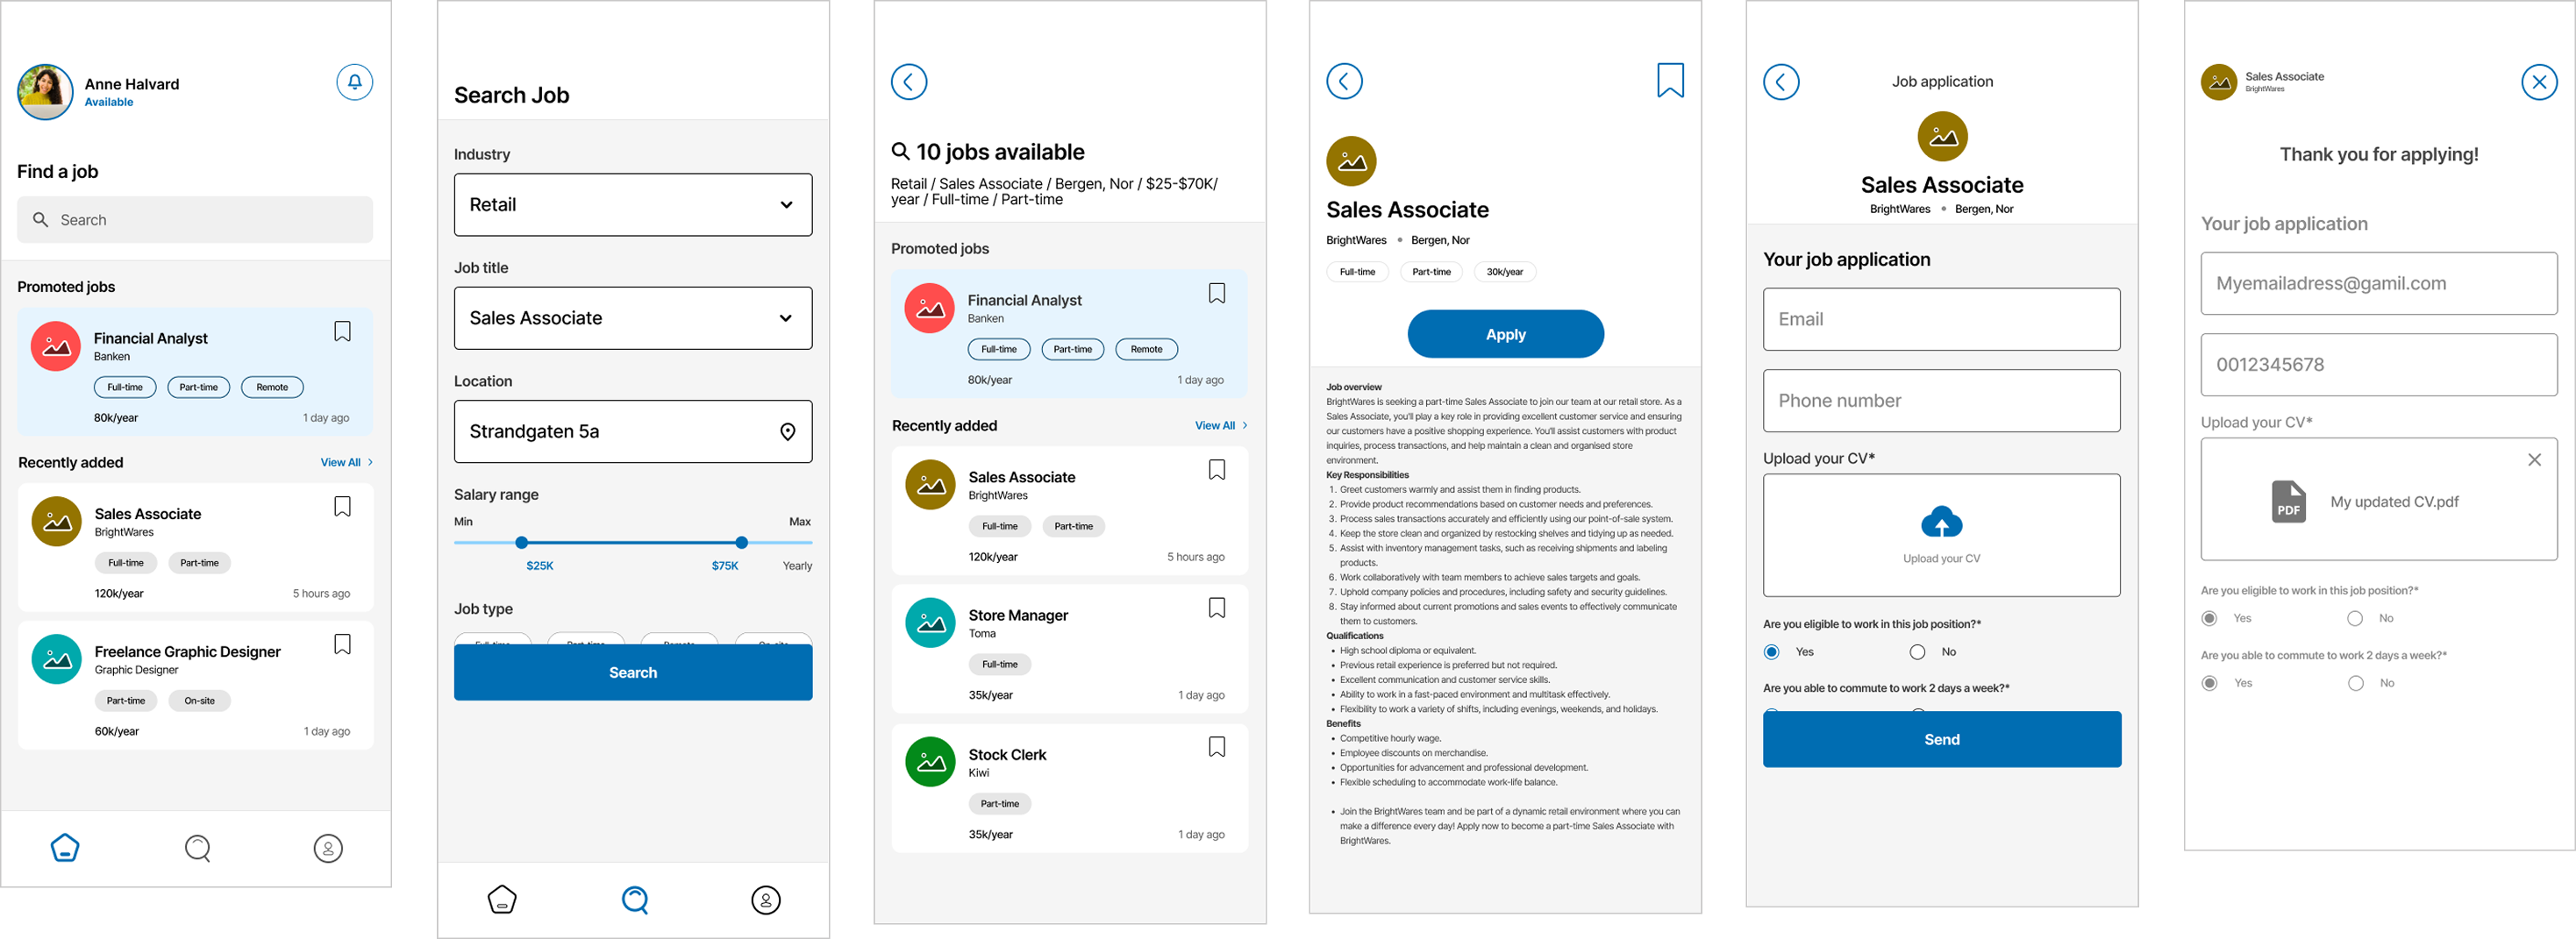 Anne Halvard
Available
Find a job
Search
Promoted jobs
Financial Analyst
Banken
Full-time Part-time Remote
80k/year 1 day ago
Recently added View All
Sales Associate
BrightWares
Full-time Part-time
120k/year 5 hours ago
Freelance Graphic Designer
Graphic Designer
Part-time On-site
60k/year 1 day ago
Search Job
Industry
Retail
Job title
Sales Associate
Location
Strandgaten 5a
Salary range
Min Max
$25K $75K Yearly
Job type
Full-time Part-time Remote On-site
Search
10 jobs available
Retail / Sales Associate / Bergen, Nor / $25-$70K/
year / Full-time / Part-time
Promoted jobs
Financial Analyst
Banken
Full-time Part-time Remote
80k/year 1 day ago
Recently added View All
Sales Associate
BrightWares
Full-time Part-time
120k/year 5 hours ago
Store Manager
Toma
Full-time
35k/year 1 day ago
Stock Clerk
Kiwi
Part-time
35k/year 1 day ago
Sales Associate
BrightWares • Bergen, Nor
Full-time Part-time 30k/year
Apply
Job overview
BrightWares is seeking a part-time Sales Associate to join our team at our retail store. As a
Sales Associate, you'll play a key role in providing excellent customer service and ensuring
our customers have a positive shopping experience. You'll assist customers with product
inquiries, process transactions, and help maintain a clean and organised store
environment.
Key Responsibilities
1. Greet customers warmly and assist them in finding products.
2. Provide product recommendations based on customer needs and preferences.
3. Process sales transactions accurately and efficiently using our point-of-sale system.
4. Keep the store clean and organized by restocking shelves and tidying up as needed.
5. Assist with inventory management tasks, such as receiving shipments and labeling
products.
6. Work collaboratively with team members to achieve sales targets and goals.
7. Uphold company policies and procedures, including safety and security guidelines.
8. Stay informed about current promotions and sales events to effectively communicate
them to customers.
Qualifications
• High school diploma or equivalent.
• Previous retail experience is preferred but not required.
• Excellent communication and customer service skills.
• Ability to work in a fast-paced environment and multitask effectively.
• Flexibility to work a variety of shifts, including evenings, weekends, and holidays.
Benefits
• Competitive hourly wage.
• Employee discounts on merchandise.
• Opportunities for advancement and professional development.
• Flexible scheduling to accommodate work-life balance.
• Join the BrightWares team and be part of a dynamic retail environment where you can
make a difference every day! Apply now to become a part-time Sales Associate with
BrightWares.
Job application
Sales Associate
BrightWares • Bergen, Nor
Your job application
Email
Phone number
Upload your CV*
Upload your CV
Are you eligible to work in this job position?*
Yes No
Are you able to commute to work 2 days a week?*
Send
Sales Associate
BrightWares
Thank you for applying!
Your job application
Myemailadress@gamil.com
0012345678
Upload your CV*
PDF
My updated CV.pdf
Are you eligible to work in this job position?*
Yes No
Are you able to commute to work 2 days a week?*
Yes No